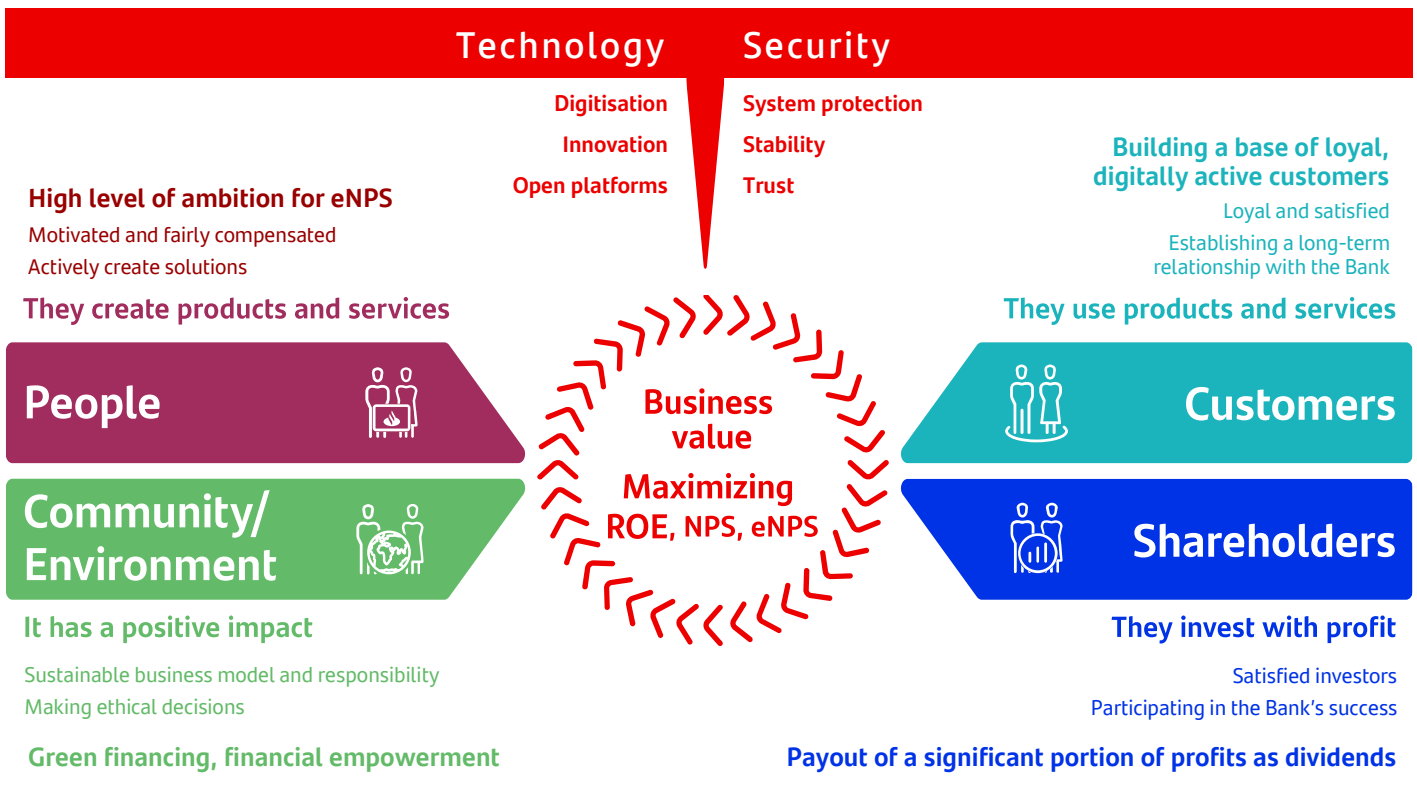 Technology
Security
Digitisation
Innovation
Open platforms
System protection
Stability
Trust
High level of ambition for eNPS
Motivated and fairly compensated
Actively create solutions
They create products and services
People
Building a base of loyal,
digitally active customers
Loyal and satisfied
Establishing a long-term
relationship with the Bank
They use products and services
Customers
Business
value
Maximizing
ROE, NPS, eNPS
Community/
Environment
It has a positive impact
Sustainable business model and responsibility
Making ethical decisions
Green financing, financial empowerment
Shareholders
They invest with profit
Satisfied investors
Participating in the Bank's success
Payout of a significant portion of profits as dividends